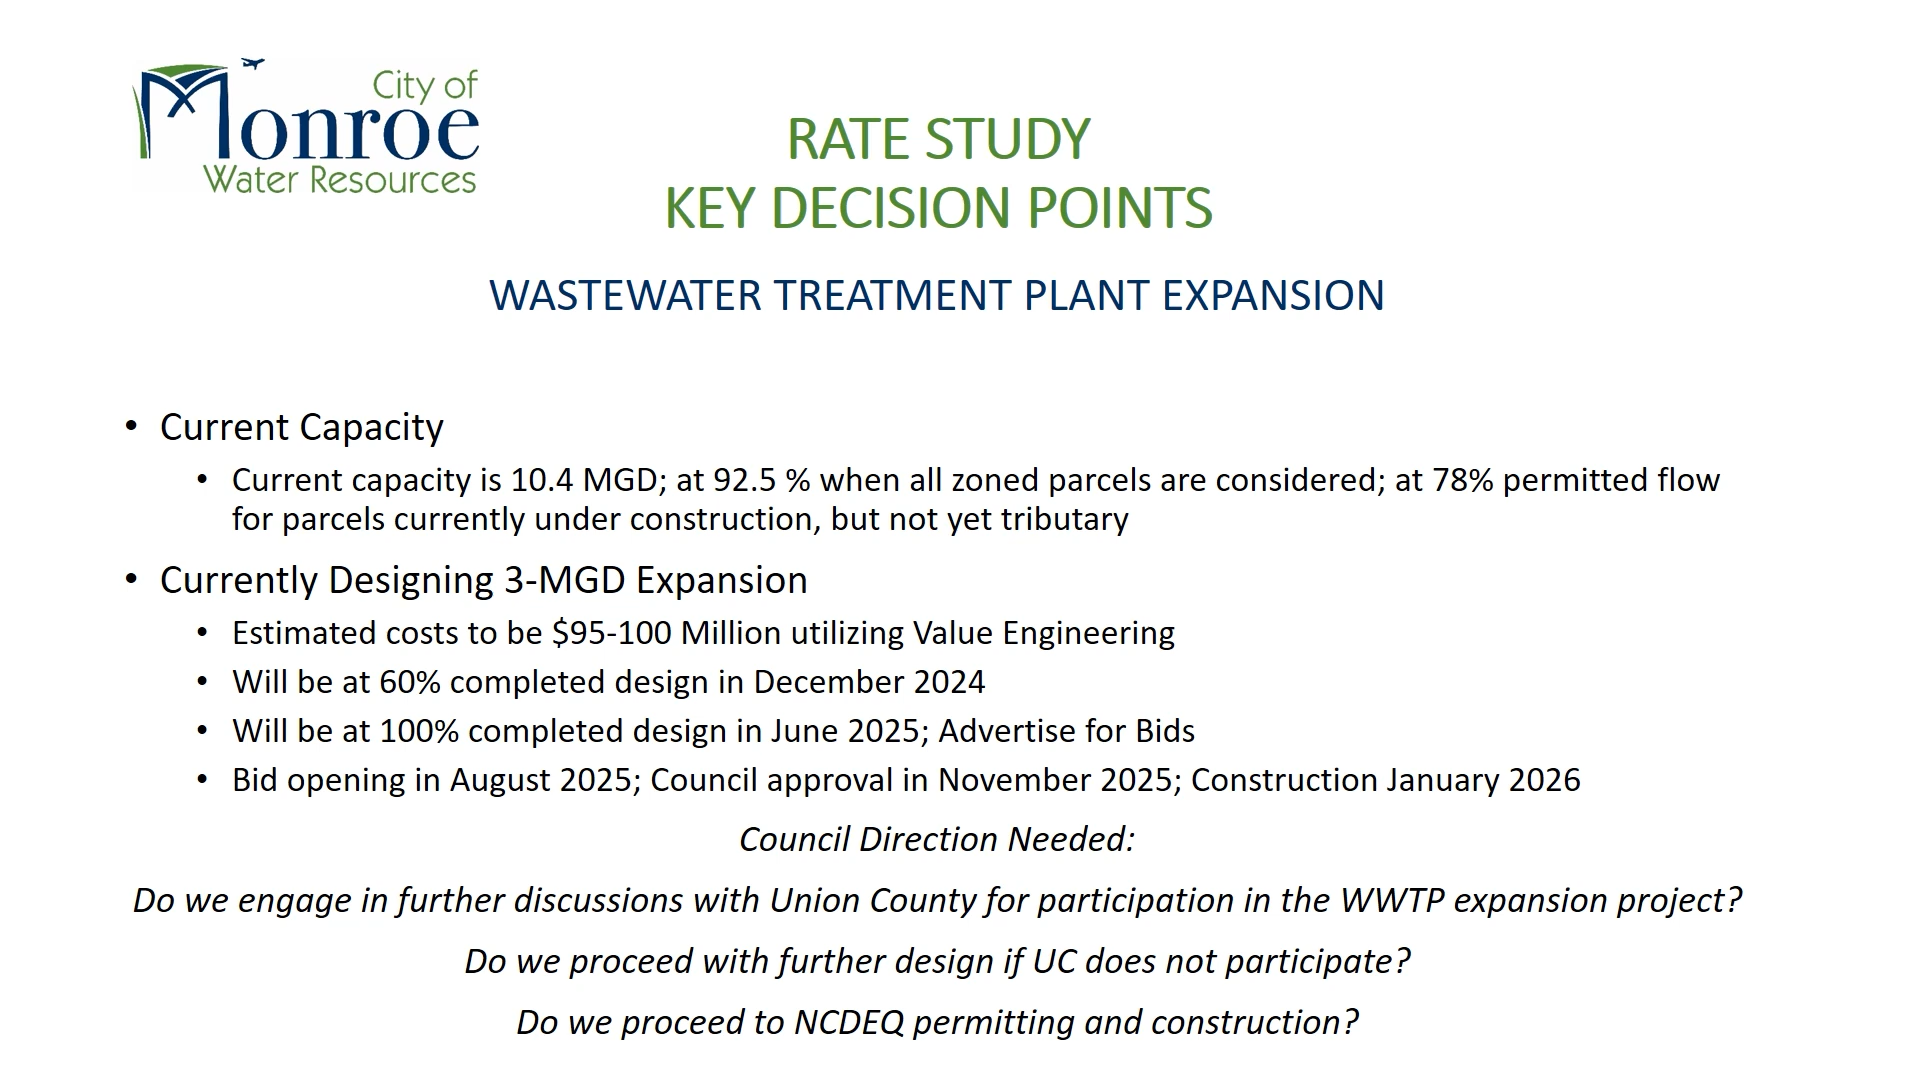 City of
Monroe
Water Resources
RATE STUDY
KEY DECISION POINTS
WASTEWATER TREATMENT PLANT EXPANSION
• Current Capacity
• Current capacity is 10.4 MGD; at 92.5 % when all zoned parcels are considered; at 78% permitted flow
for parcels currently under construction, but not yet tributary
• Currently Designing 3-MGD Expansion
• Estimated costs to be $95-100 Million utilizing Value Engineering
• Will be at 60% completed design in December 2024
• Will be at 100% completed design in June 2025; Advertise for Bids
• Bid opening in August 2025; Council approval in November 2025; Construction January 2026
Council Direction Needed:
Do we engage in further discussions with Union County for participation in the WWTP expansion project?
Do we proceed with further design if UC does not participate?
Do we proceed to NCDEQ permitting and construction?